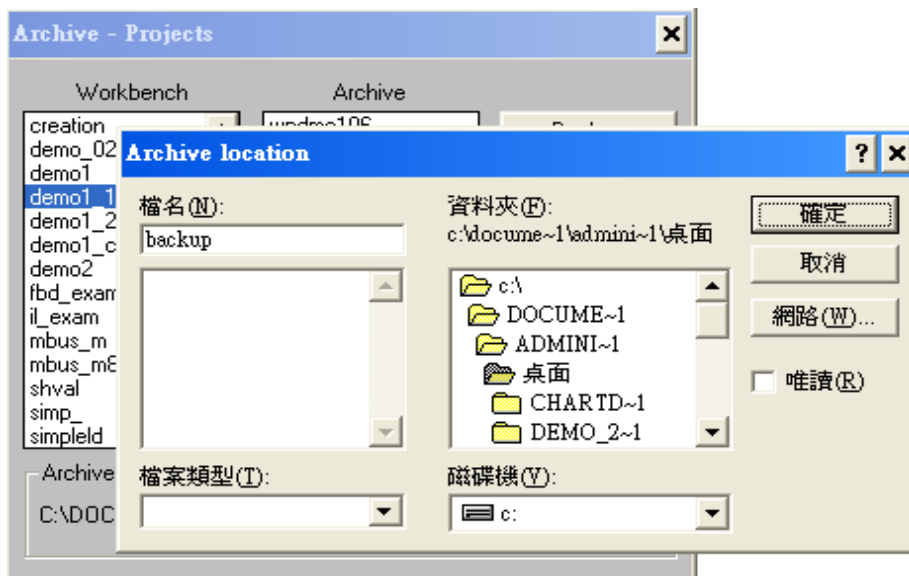 Archive - Projects
Workbench
Archive
creation
demo_02
demo1
demo1_1
demo1_2
demo1_c
demo2
fbd_exam
il_exam
mbus_m
shval
simp_
simpleld
Archive
C:\DOC
Archive location
檔名(N):
backup
檔案類型(T):
資料夾(F):
c:\docume~1\admini~1\桌面
c:\
DOCUME~1
ADMINI~1
桌面
CHARTD~1
DEMO_2~1
磁碟機(V):
c:
確定
取消
網路(W)...
唯讀(R)